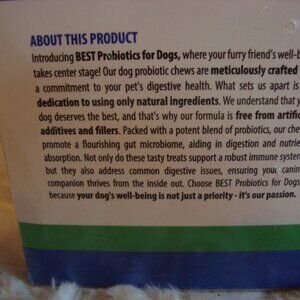 ABOUT THIS PRODUCT
Introducing BEST Probiotics for Dogs, where your furry friend's well-b
takes center stage! Our dog probiotic chews are meticulously crafted
a commitment to your pet's digestive health. What sets us apart is
dedication to using only natural ingredients. We understand that y
dog deserves the best, and that's why our formula is free from artific
additives and fillers. Packed with a potent blend of probiotics, our che
promote a flourishing gut microbiome, aiding in digestion and nutrie
absorption. Not only do these tasty treats support a robust immune syste
but they also address common digestive issues, ensuring your canin
companion thrives from the inside out. Choose BEST Probiotics for Dogs
because your dog's well-being is not just a priority - it's our passion.